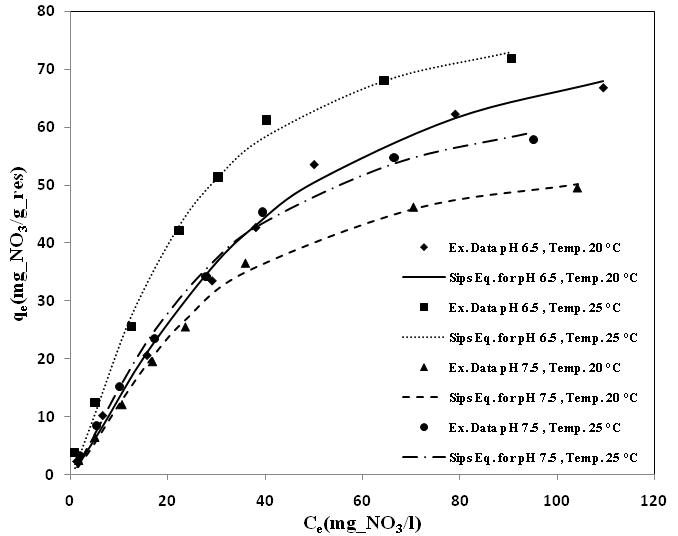 80
70
60
50
40
30
20
10
0
qe(mg_NO3/g_res)
Ex. Data pH 6.5 , Temp. 20 °C
Sips Eq. for pH 6.5 , Temp. 20 °C
Ex. Data pH 6.5 , Temp. 25 °C
Sips Eq. for pH 6.5 , Temp. 25 °C
Ex. Data pH 7.5 , Temp. 20 °C
Sips Eq. for pH 7.5 , Temp. 20 °C
Ex. Data pH 7.5 , Temp. 25 °C
Sips Eq. for pH 7.5 , Temp. 25 °C
0 20 40 60 80 100 120
Ce(mg_NO3/l)